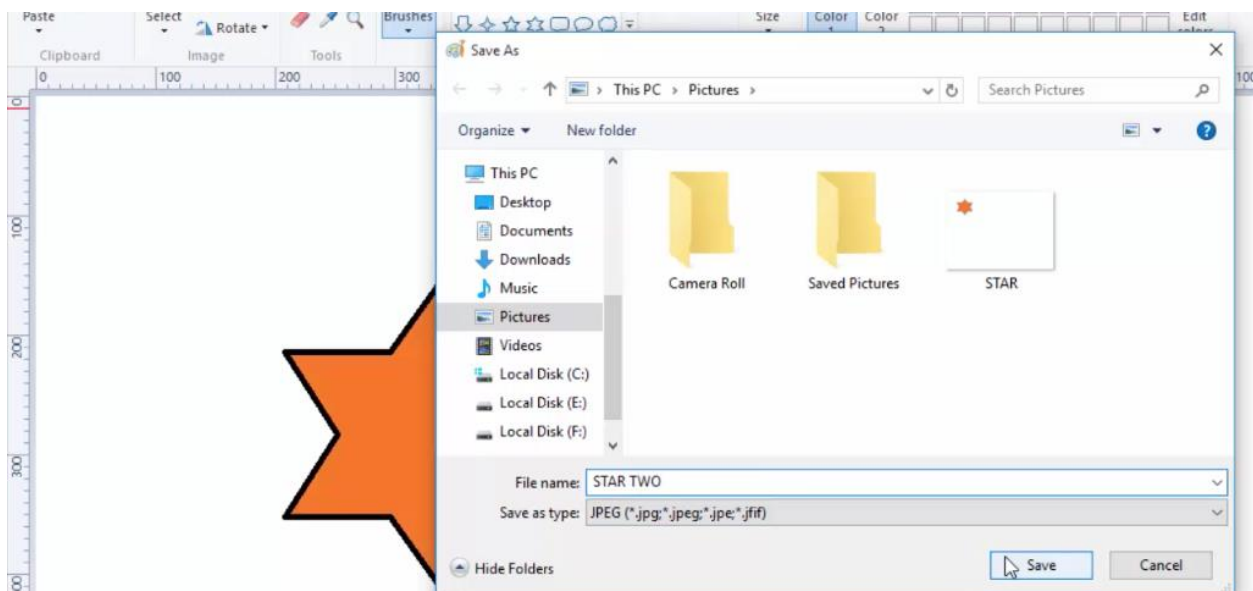 Paste
Select
Rotate
Brushes
Size
Color
Color
Edit
Clipboard
Image
Tools
1
2
colors
0
100
200
300
0
100
200
300
Save As
This PC > Pictures >
Search Pictures
Organize
New folder
This PC
Desktop
Documents
Downloads
Music
Pictures
Videos
Local Disk (C:)
Local Disk (E:)
Local Disk (F:)
Camera Roll
Saved Pictures
STAR
File name: STAR TWO
Save as type: JPEG (*.jpg;*.jpeg;*.jpe;*.jfif)
Hide Folders
Save
Cancel